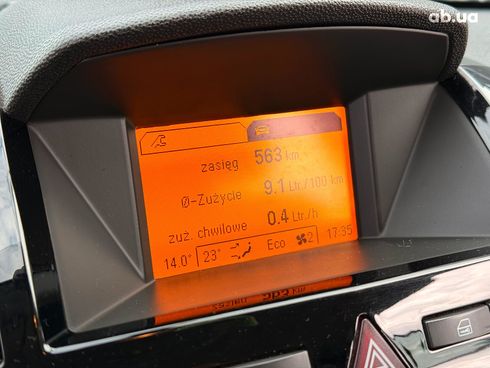 ab.ua
zasięg 563 km
Ø-Zużycie 9.1 Ltr./100 km
zuż. chwilowe 0.4 Ltr./h
14.0° 23° Eco 2 17:35